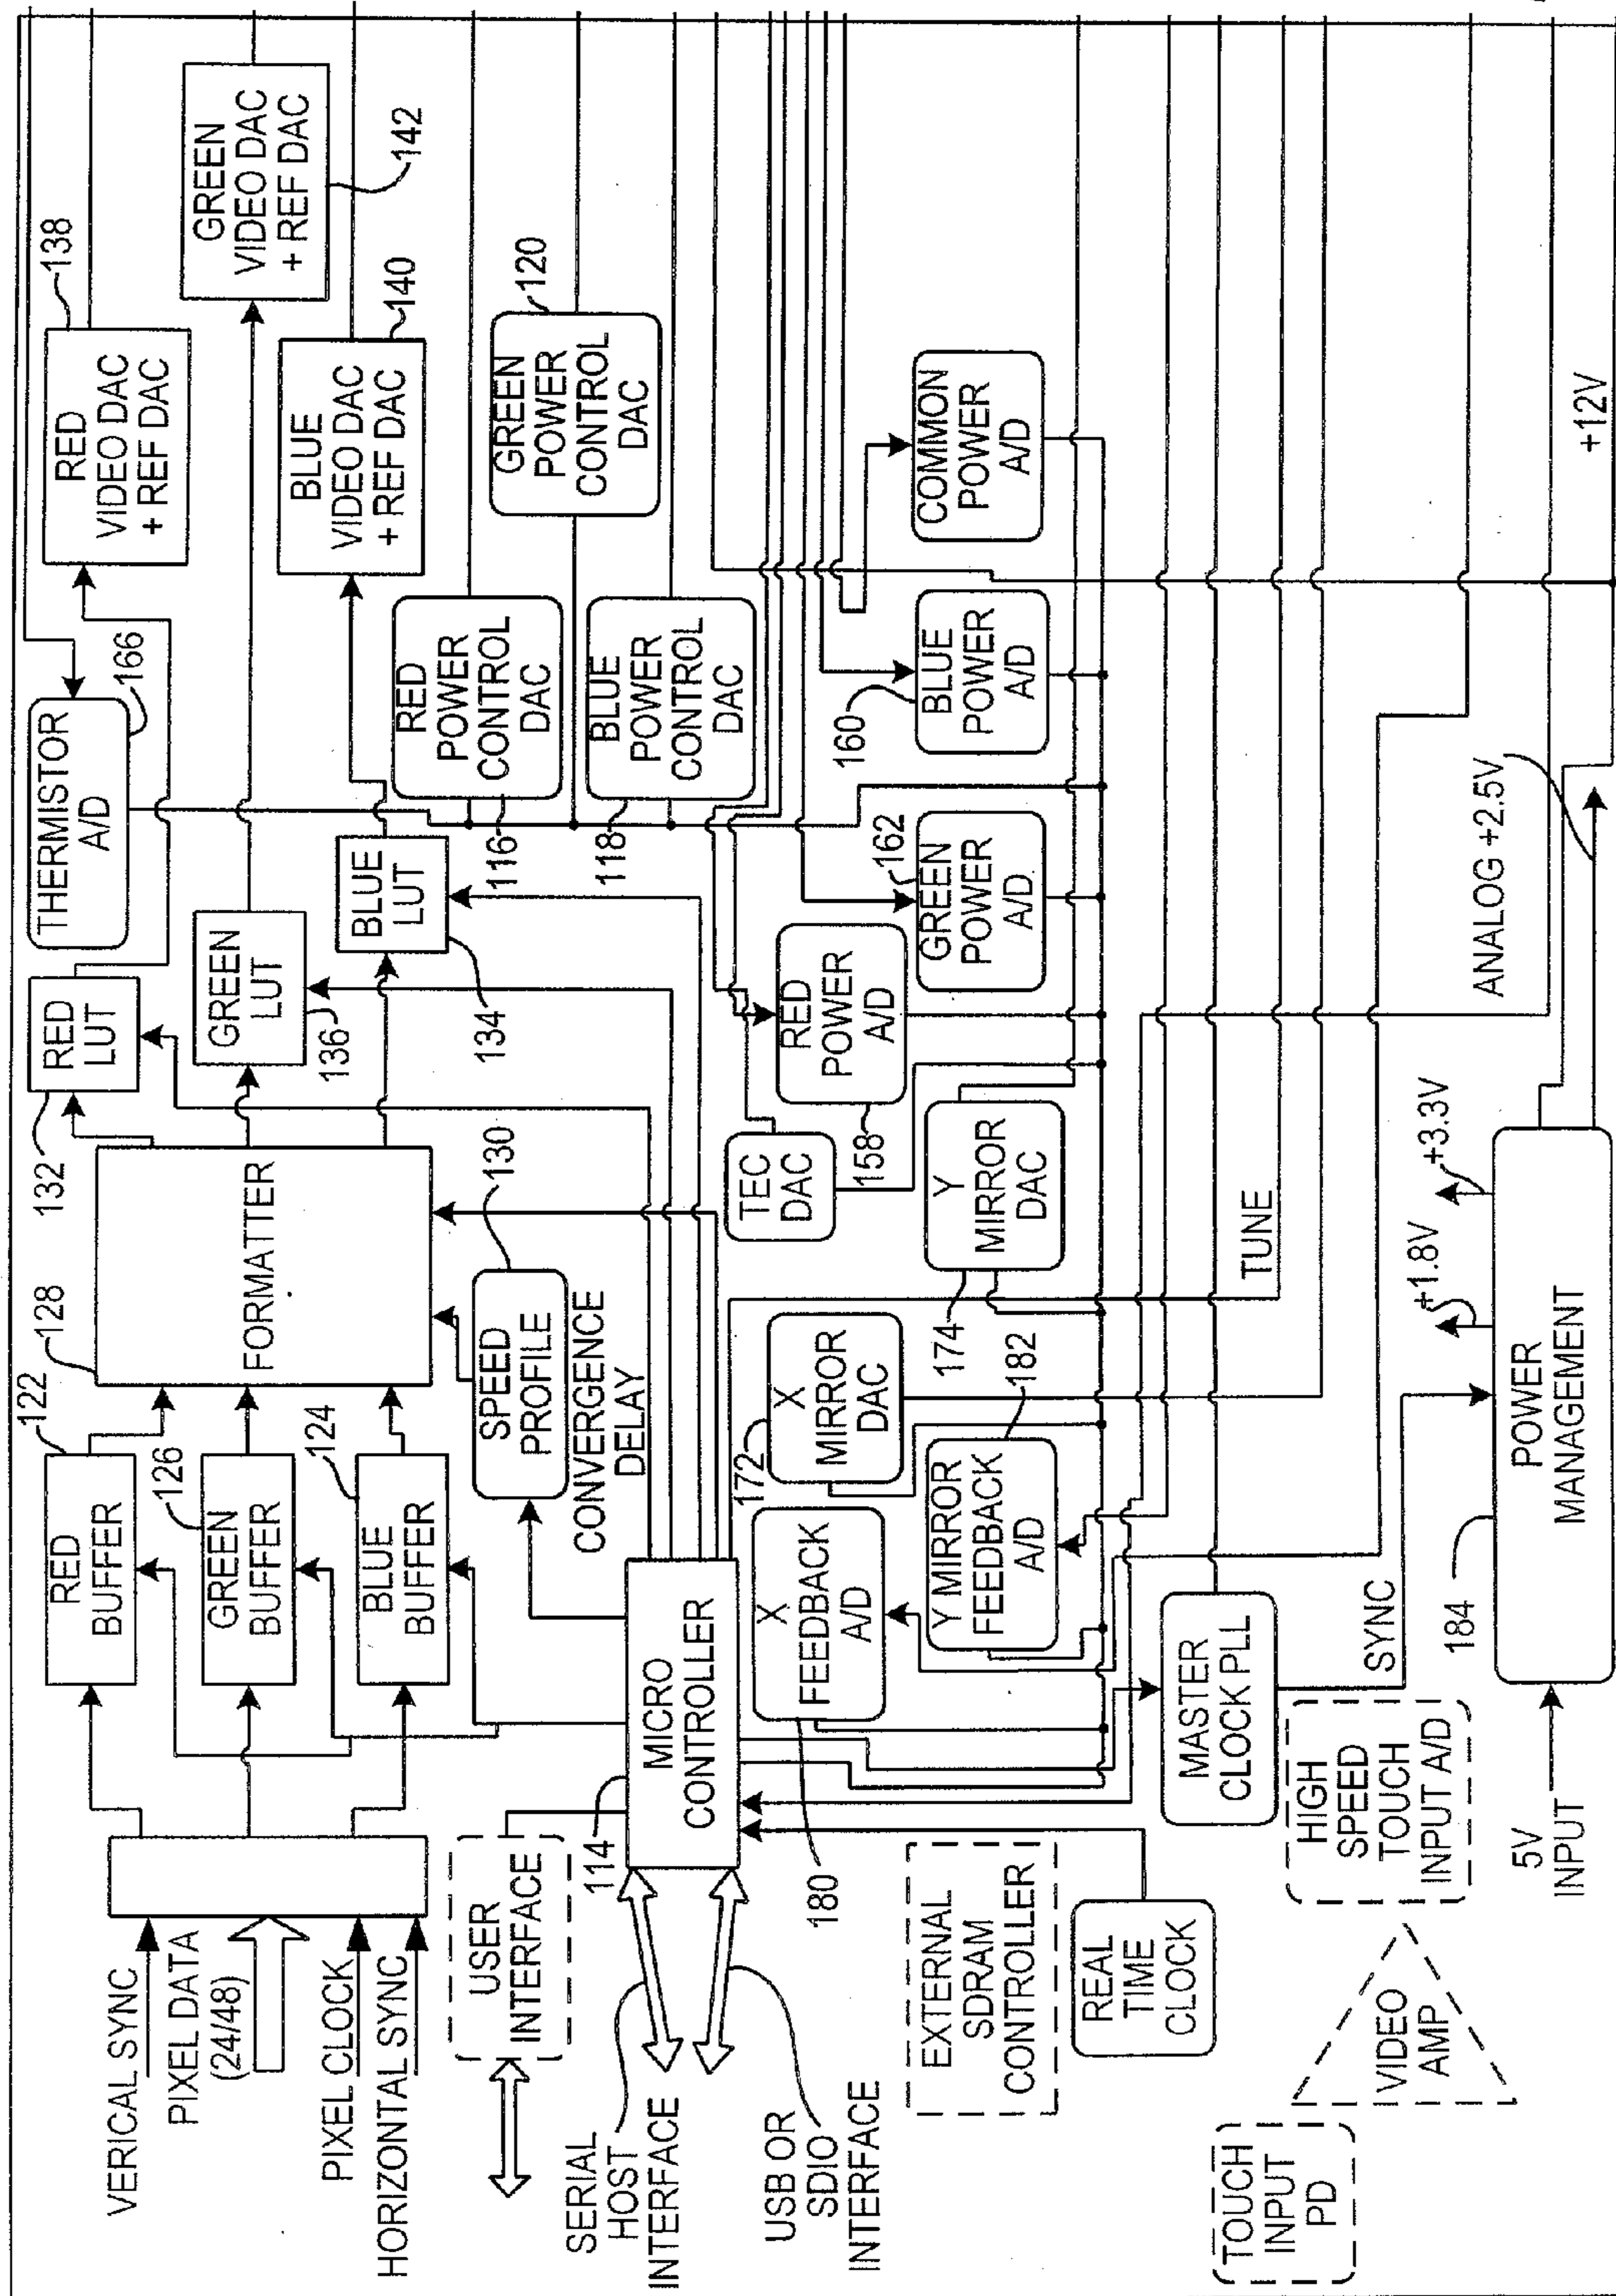 VERICAL SYNC
PIXEL DATA
(24/48)
PIXEL CLOCK
HORIZONTAL SYNC
RED
BUFFER
122
GREEN
BUFFER
126
BLUE
BUFFER
124
FORMATTER
128
SPEED
PROFILE
130
CONVERGENCE
DELAY
RED
LUT
132
GREEN
LUT
136
BLUE
LUT
134
THERMISTOR
A/D
166
RED
VIDEO DAC
+ REF DAC
138
GREEN
VIDEO DAC
+ REF DAC
142
BLUE
VIDEO DAC
+ REF DAC
140
RED
POWER
CONTROL
DAC
116
GREEN
POWER
CONTROL
DAC
120
BLUE
POWER
CONTROL
DAC
118
USER
INTERFACE
114
MICRO
CONTROLLER
SERIAL
HOST
INTERFACE
USB OR
SDIO
INTERFACE
TEC
DAC
RED
POWER
A/D
158
GREEN
POWER
A/D
162
BLUE
POWER
A/D
160
COMMON
POWER
A/D
X
FEEDBACK
A/D
180
X
MIRROR
DAC
172
Y MIRROR
FEEDBACK
A/D
182
Y
MIRROR
DAC
174
EXTERNAL
SDRAM
CONTROLLER
REAL
TIME
CLOCK
MASTER
CLOCK PLL
TUNE
SYNC
TOUCH
INPUT
PD
VIDEO
AMP
HIGH
SPEED
TOUCH
INPUT A/D
5V
INPUT
184
POWER
MANAGEMENT
+1.8V
+3.3V
ANALOG +2.5V
+12V